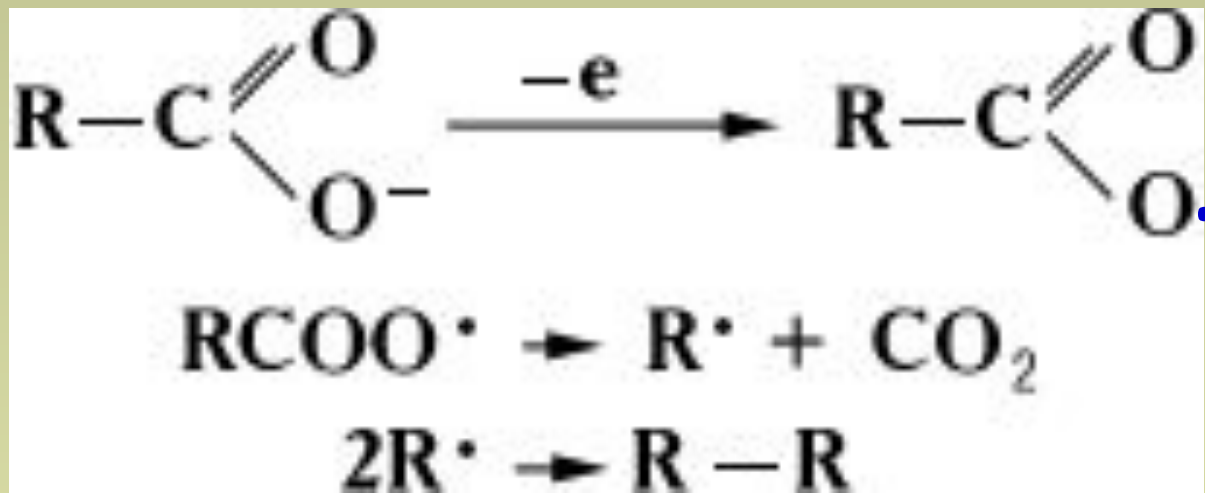 R—C O O⁻ –e R—C O O·
RCOO· → R· + CO₂
2R· → R—R